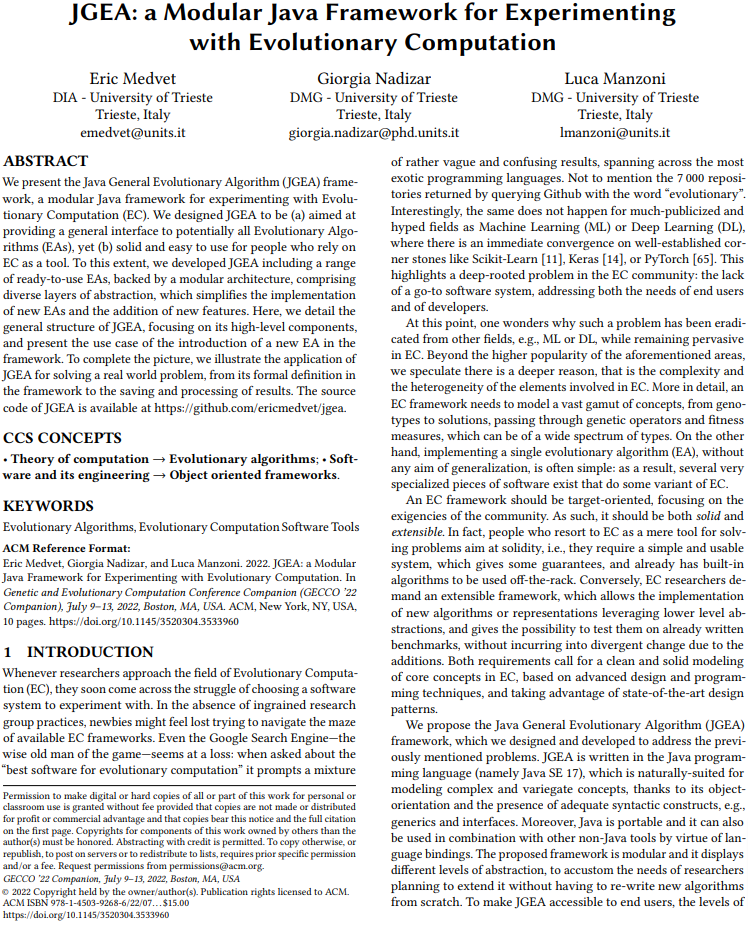 JGEA: a Modular Java Framework for Experimenting
with Evolutionary Computation
Eric Medvet
DIA - University of Trieste
Trieste, Italy
emedvet@units.it
Giorgia Nadizar
DMG - University of Trieste
Trieste, Italy
giorgia.nadizar@phd.units.it
Luca Manzoni
DMG - University of Trieste
Trieste, Italy
lmanzoni@units.it
ABSTRACT
We present the Java General Evolutionary Algorithm (JGEA) frame-
work, a modular Java framework for experimenting with Evolu-
tionary Computation (EC). We designed JGEA to be (a) aimed at
providing a general interface to potentially all Evolutionary Algo-
rithms (EAs), yet (b) solid and easy to use for people who rely on
EC as a tool. To this extent, we developed JGEA including a range
of ready-to-use EAs, backed by a modular architecture, comprising
diverse layers of abstraction, which simplifies the implementation
of new EAs and the addition of new features. Here, we detail the
general structure of JGEA, focusing on its high-level components,
and present the use case of the introduction of a new EA in the
framework. To complete the picture, we illustrate the application of
JGEA for solving a real world problem, from its formal definition in
the framework to the saving and processing of results. The source
code of JGEA is available at https://github.com/ericmedvet/jgea.
CCS CONCEPTS
• Theory of computation → Evolutionary algorithms; • Soft-
ware and its engineering → Object oriented frameworks.
KEYWORDS
Evolutionary Algorithms, Evolutionary Computation Software Tools
ACM Reference Format:
Eric Medvet, Giorgia Nadizar, and Luca Manzoni. 2022. JGEA: a Modular
Java Framework for Experimenting with Evolutionary Computation. In
Genetic and Evolutionary Computation Conference Companion (GECCO '22
Companion), July 9–13, 2022, Boston, MA, USA. ACM, New York, NY, USA,
10 pages. https://doi.org/10.1145/3520304.3533960
1 INTRODUCTION
Whenever researchers approach the field of Evolutionary Computa-
tion (EC), they soon come across the struggle of choosing a software
system to experiment with. In the absence of ingrained research
group practices, newbies might feel lost trying to navigate the maze
of available EC frameworks. Even the Google Search Engine—the
wise old man of the game—seems at a loss: when asked about the
"best software for evolutionary computation" it prompts a mixture
Permission to make digital or hard copies of all or part of this work for personal or
classroom use is granted without fee provided that copies are not made or distributed
for profit or commercial advantage and that copies bear this notice and the full citation
on the first page. Copyrights for components of this work owned by others than the
author(s) must be honored. Abstracting with credit is permitted. To copy otherwise, or
republish, to post on servers or to redistribute to lists, requires prior specific permission
and/or a fee. Request permissions from permissions@acm.org.
GECCO '22 Companion, July 9–13, 2022, Boston, MA, USA
© 2022 Copyright held by the owner/author(s). Publication rights licensed to ACM.
ACM ISBN 978-1-4503-9268-6/22/07...$15.00
https://doi.org/10.1145/3520304.3533960
of rather vague and confusing results, spanning across the most
exotic programming languages. Not to mention the 7 000 reposi-
tories returned by querying Github with the word "evolutionary".
Interestingly, the same does not happen for much-publicized and
hyped fields as Machine Learning (ML) or Deep Learning (DL),
where there is an immediate convergence on well-established cor-
ner stones like Scikit-Learn [11], Keras [14], or PyTorch [65]. This
highlights a deep-rooted problem in the EC community: the lack
of a go-to software system, addressing both the needs of end users
and of developers.
At this point, one wonders why such a problem has been eradi-
cated from other fields, e.g., ML or DL, while remaining pervasive
in EC. Beyond the higher popularity of the aforementioned areas,
we speculate there is a deeper reason, that is the complexity and
the heterogeneity of the elements involved in EC. More in detail, an
EC framework needs to model a vast gamut of concepts, from geno-
types to solutions, passing through genetic operators and fitness
measures, which can be of a wide spectrum of types. On the other
hand, implementing a single evolutionary algorithm (EA), without
any aim of generalization, is often simple: as a result, several very
specialized pieces of software exist that do some variant of EC.
An EC framework should be target-oriented, focusing on the
exigencies of the community. As such, it should be both solid and
extensible. In fact, people who resort to EC as a mere tool for solv-
ing problems aim at solidity, i.e., they require a simple and usable
system, which gives some guarantees, and already has built-in
algorithms to be used off-the-rack. Conversely, EC researchers de-
mand an extensible framework, which allows the implementation
of new algorithms or representations leveraging lower level ab-
stractions, and gives the possibility to test them on already written
benchmarks, without incurring into divergent change due to the
additions. Both requirements call for a clean and solid modeling
of core concepts in EC, based on advanced design and program-
ming techniques, and taking advantage of state-of-the-art design
patterns.
We propose the Java General Evolutionary Algorithm (JGEA)
framework, which we designed and developed to address the previ-
ously mentioned problems. JGEA is written in the Java program-
ming language (namely Java SE 17), which is naturally-suited for
modeling complex and variegate concepts, thanks to its object-
orientation and the presence of adequate syntactic constructs, e.g.,
generics and interfaces. Moreover, Java is portable and it can also
be used in combination with other non-Java tools by virtue of lan-
guage bindings. The proposed framework is modular and it displays
different levels of abstraction, to accustom the needs of researchers
planning to extend it without having to re-write new algorithms
from scratch. To make JGEA accessible to end users, the levels of